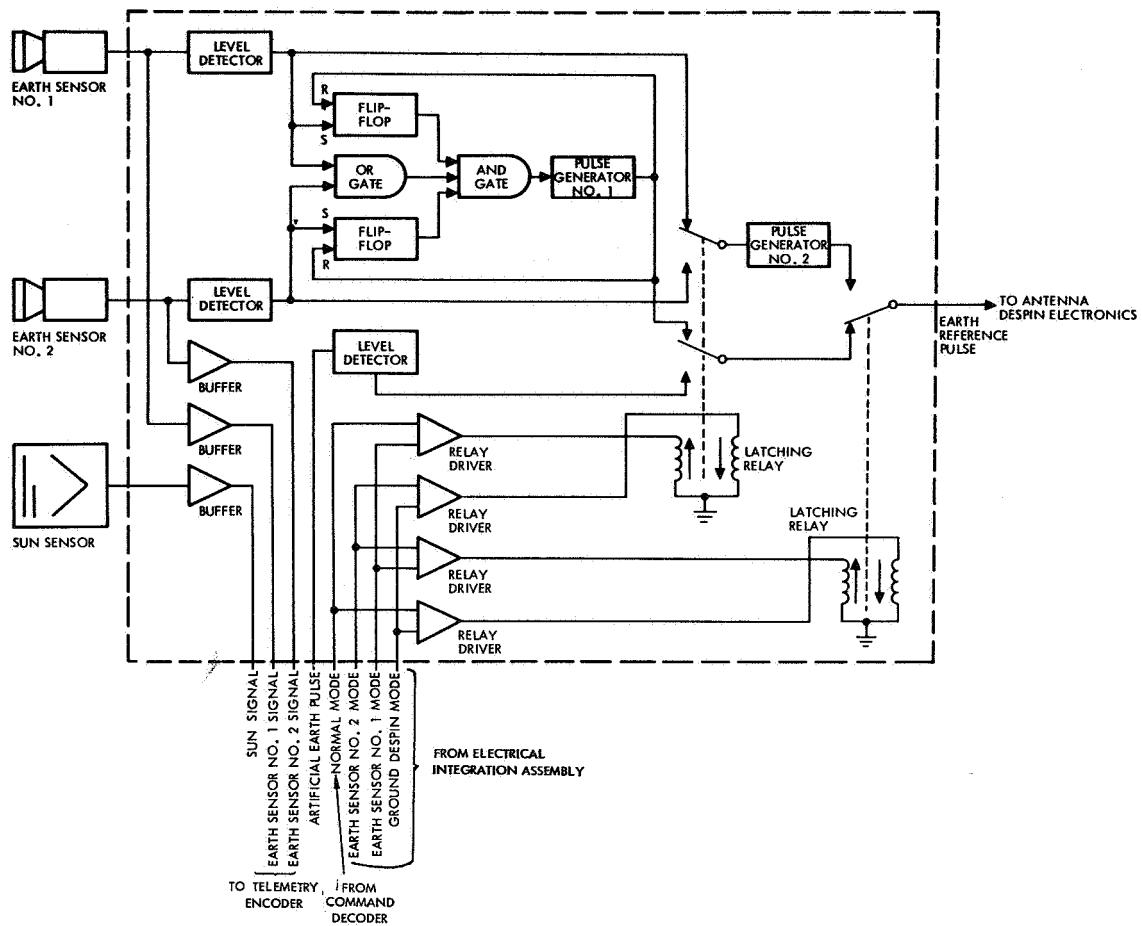 EARTH SENSOR
NO. 1
LEVEL
DETECTOR
R
FLIP-
FLOP
S
OR
GATE
AND
GATE
PULSE
GENERATOR
NO. 1
S
FLIP-
FLOP
R
PULSE
GENERATOR
NO. 2
EARTH SENSOR
NO. 2
LEVEL
DETECTOR
TO ANTENNA
DESPIN ELECTRONICS
EARTH
REFERENCE
PULSE
LEVEL
DETECTOR
BUFFER
BUFFER
BUFFER
SUN SENSOR
RELAY
DRIVER
RELAY
DRIVER
RELAY
DRIVER
RELAY
DRIVER
LATCHING
RELAY
LATCHING
RELAY
SUN SIGNAL
EARTH SENSOR NO. 1 SIGNAL
EARTH SENSOR NO. 2 SIGNAL
ARTIFICIAL EARTH PULSE
NORMAL MODE
EARTH SENSOR NO. 2 MODE
EARTH SENSOR NO. 1 MODE
GROUND DESPIN MODE
FROM ELECTRICAL
INTEGRATION ASSEMBLY
TO TELEMETRY
ENCODER
FROM
COMMAND
DECODER